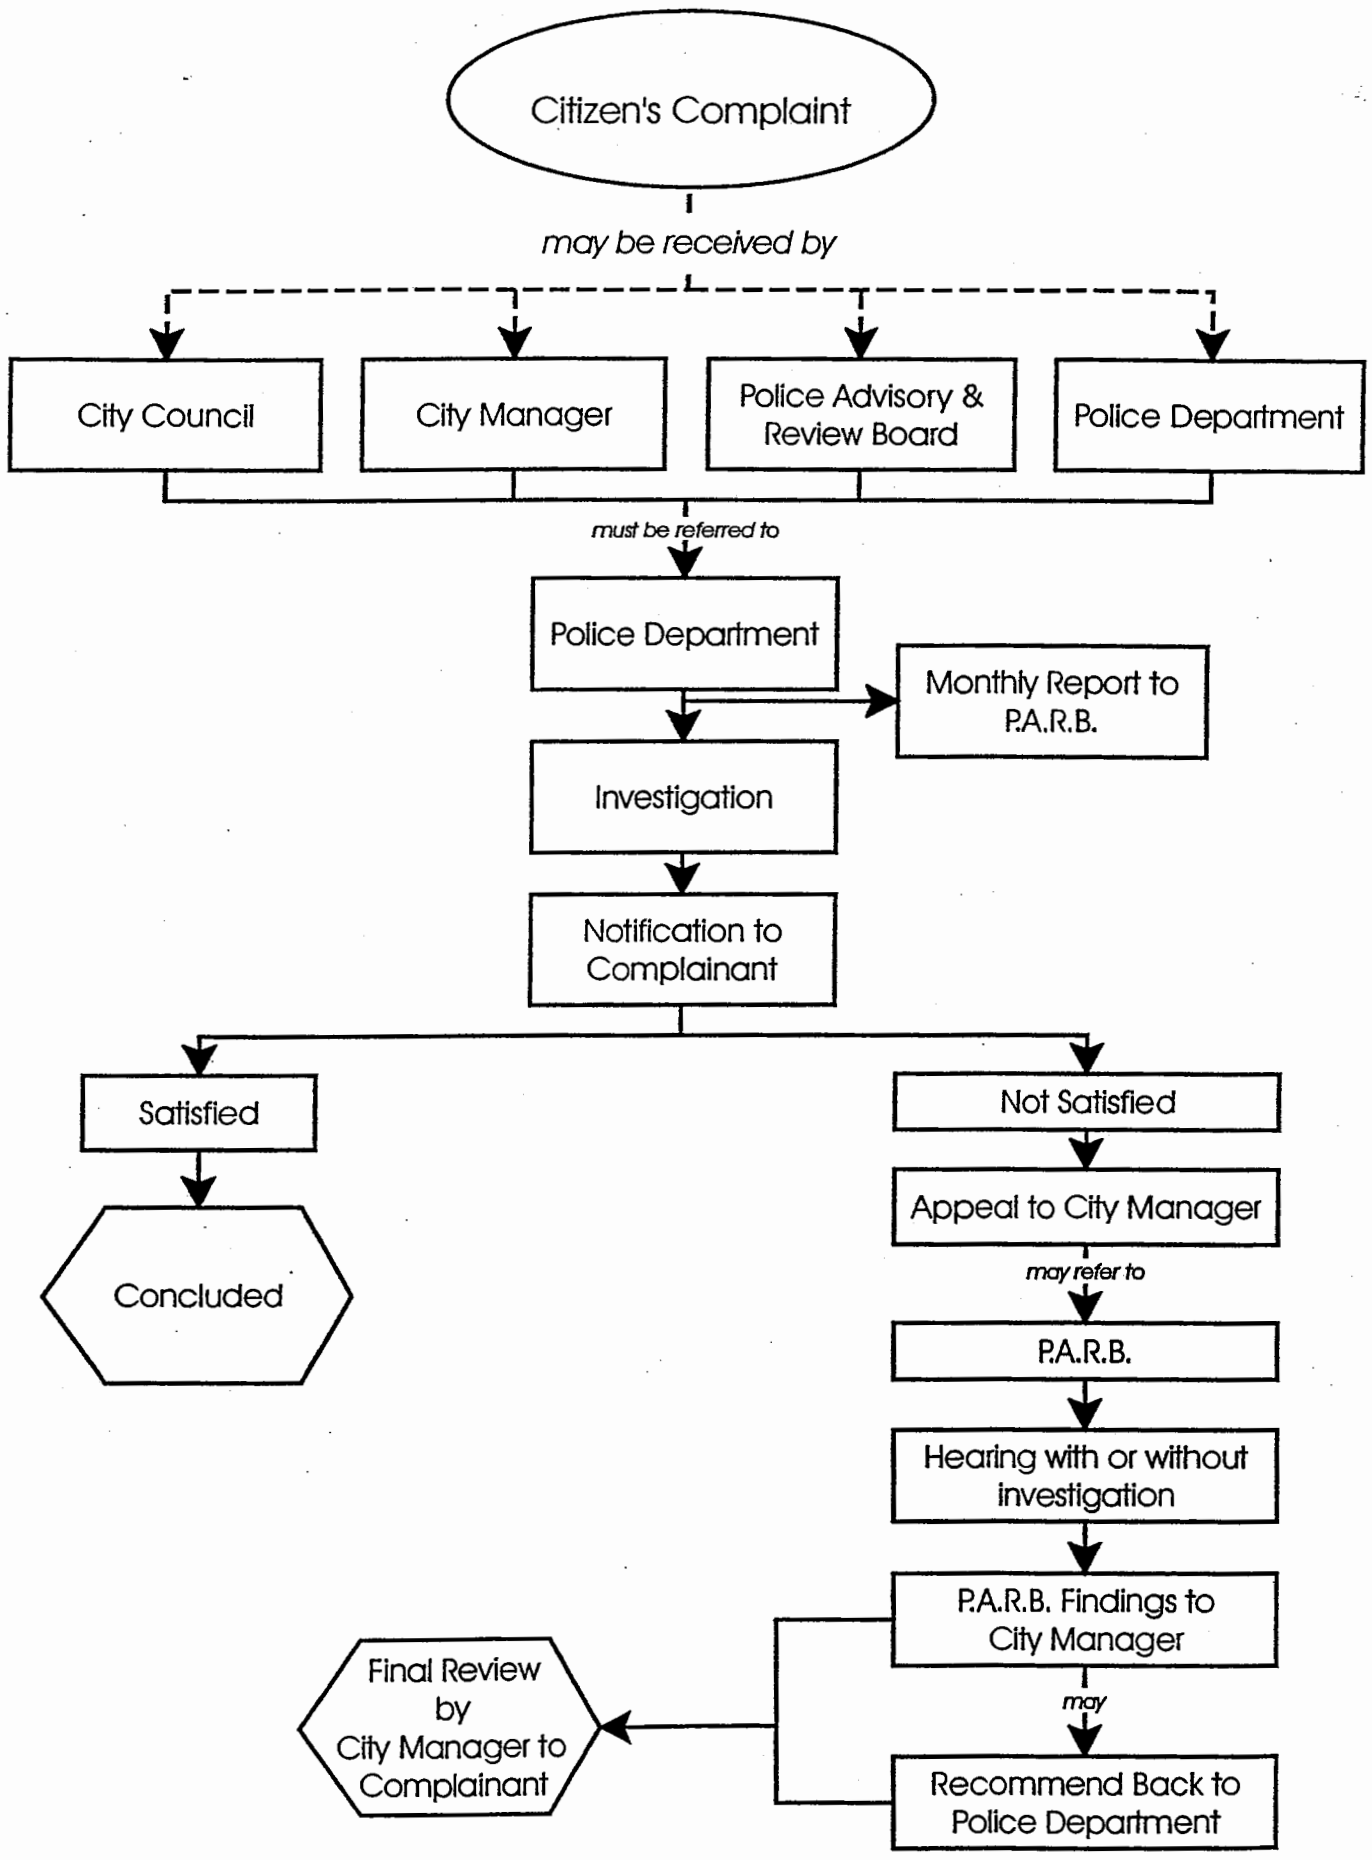 Citizen's Complaint
may be received by
City Council
City Manager
Police Advisory &
Review Board
Police Department
must be referred to
Police Department
Monthly Report to
P.A.R.B.
Investigation
Notification to
Complainant
Satisfied
Concluded
Not Satisfied
Appeal to City Manager
may refer to
P.A.R.B.
Hearing with or without
investigation
P.A.R.B. Findings to
City Manager
may
Recommend Back to
Police Department
Final Review
by
City Manager to
Complainant